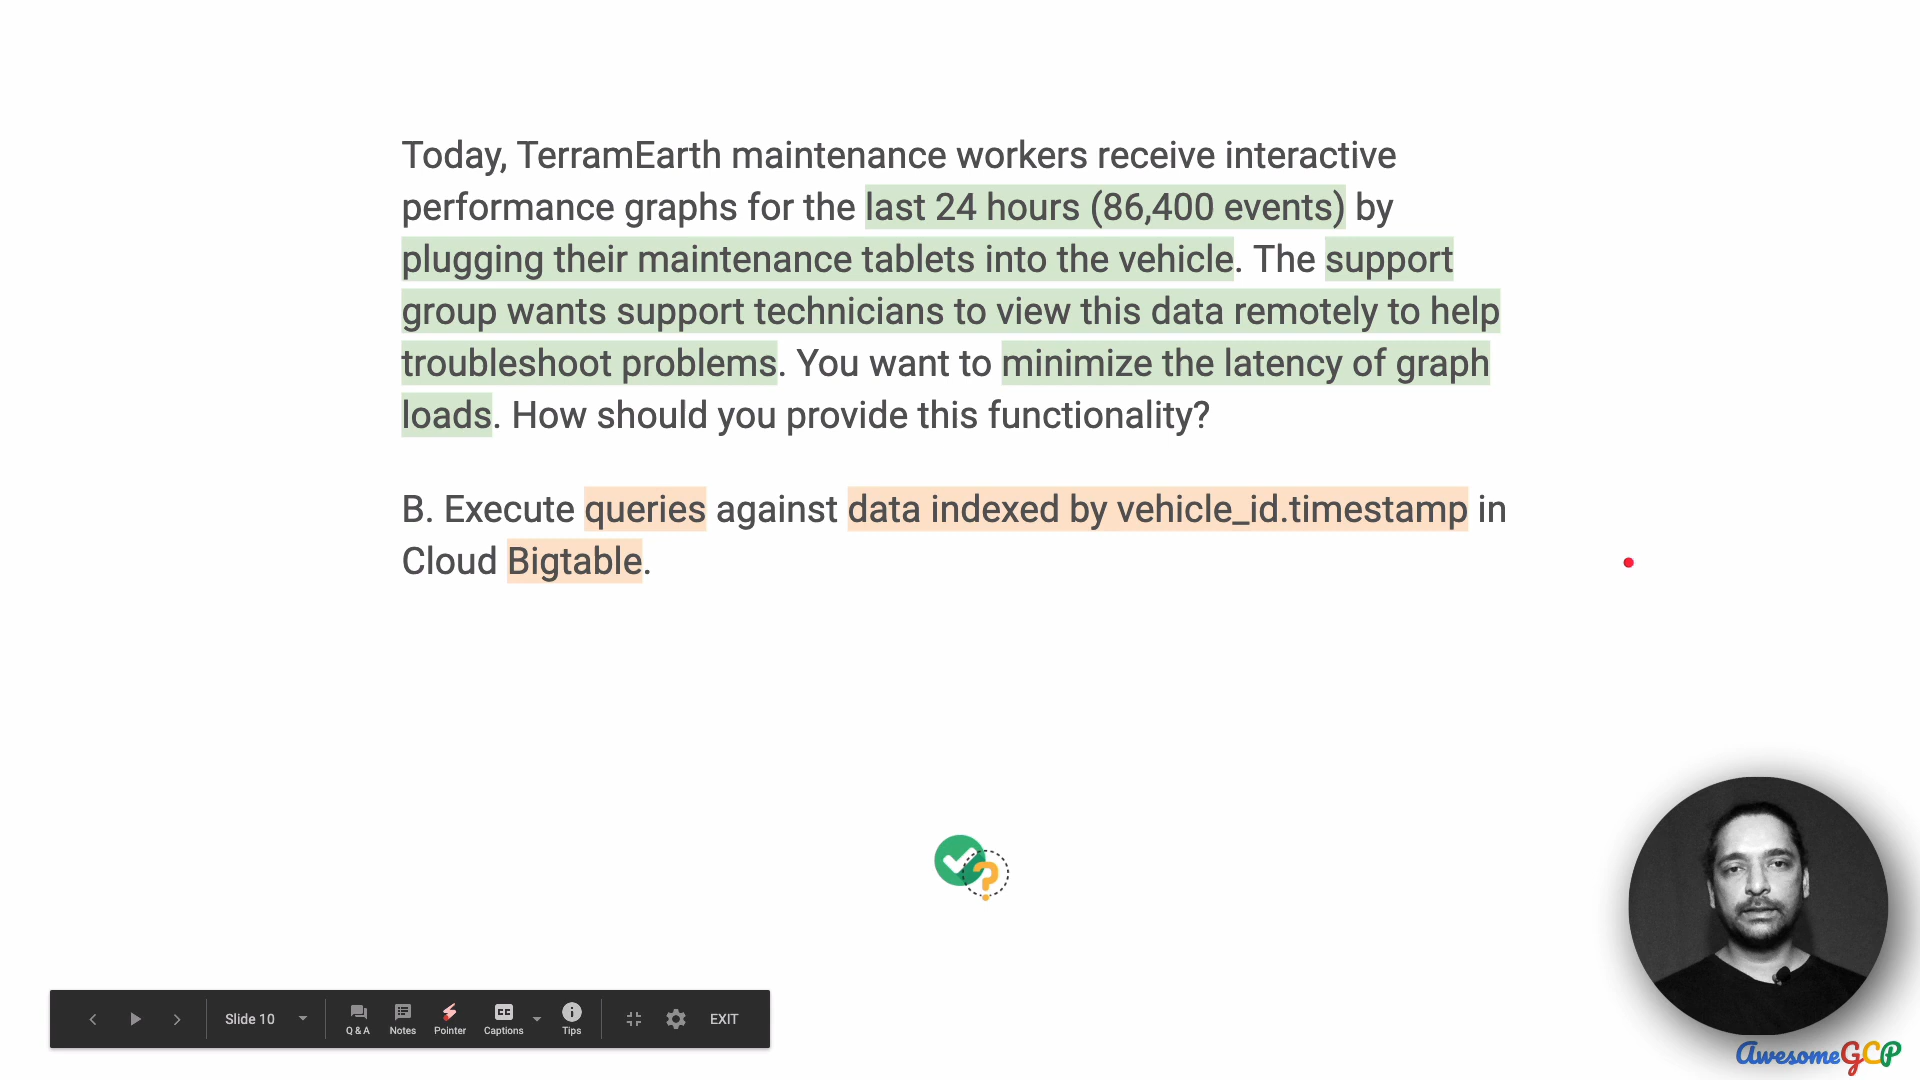 Today, TerramEarth maintenance workers receive interactive
performance graphs for the last 24 hours (86,400 events) by
plugging their maintenance tablets into the vehicle. The support
group wants support technicians to view this data remotely to help
troubleshoot problems. You want to minimize the latency of graph
loads. How should you provide this functionality?
B. Execute queries against data indexed by vehicle_id.timestamp in
Cloud Bigtable.
?
Slide 10
Q & A
Notes
Pointer
CC
Captions
Tips
EXIT
AwesomeGCP